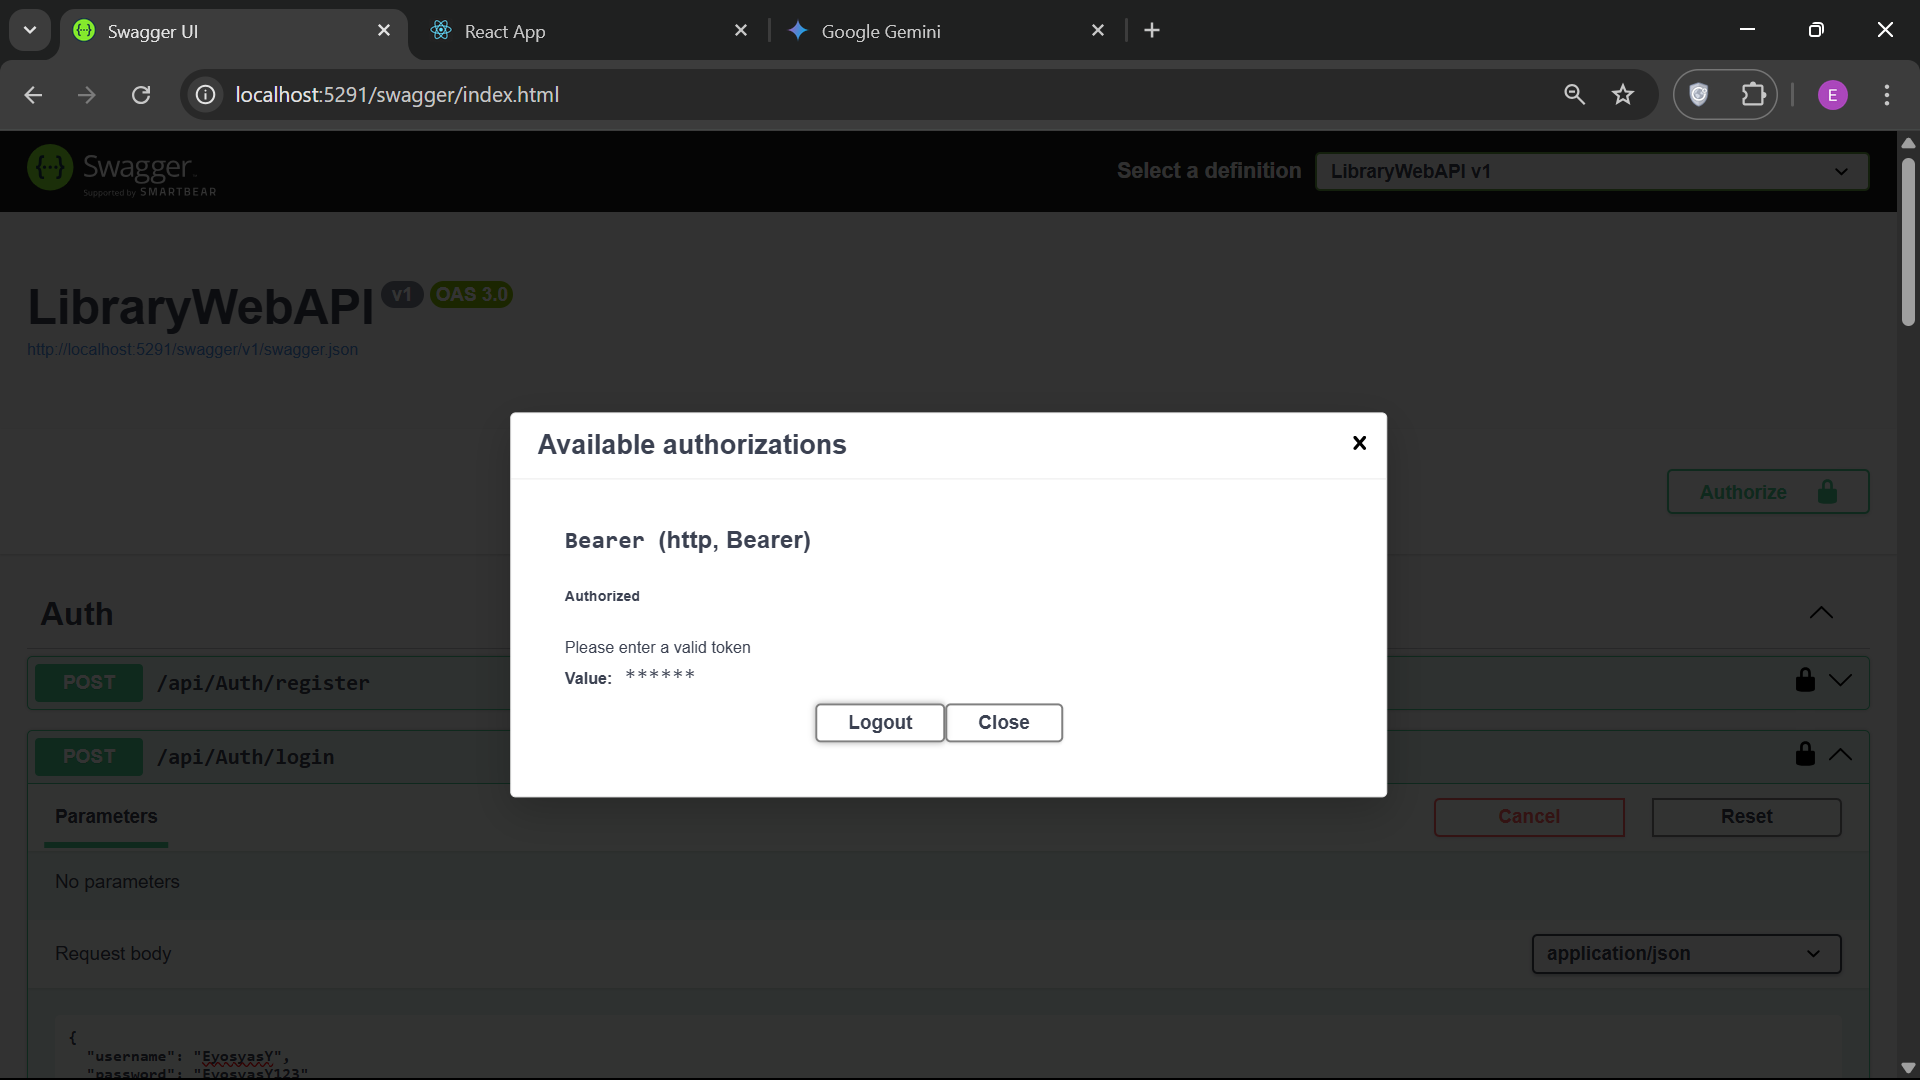 Swagger UI
React App
Google Gemini
localhost:5291/swagger/index.html
E
Swagger
Supported by SMARTBEAR
Select a definition
LibraryWebAPI v1
LibraryWebAPI v1 OAS 3.0
http://localhost:5291/swagger/v1/swagger.json
Available authorizations
Authorize
Bearer (http, Bearer)
Authorized
Please enter a valid token
Value: ******
Logout
Close
Auth
POST /api/Auth/register
POST /api/Auth/login
Parameters
Cancel
Reset
No parameters
Request body
application/json
{
"username": "EyosyasY",
"password": "EyosyasY123"